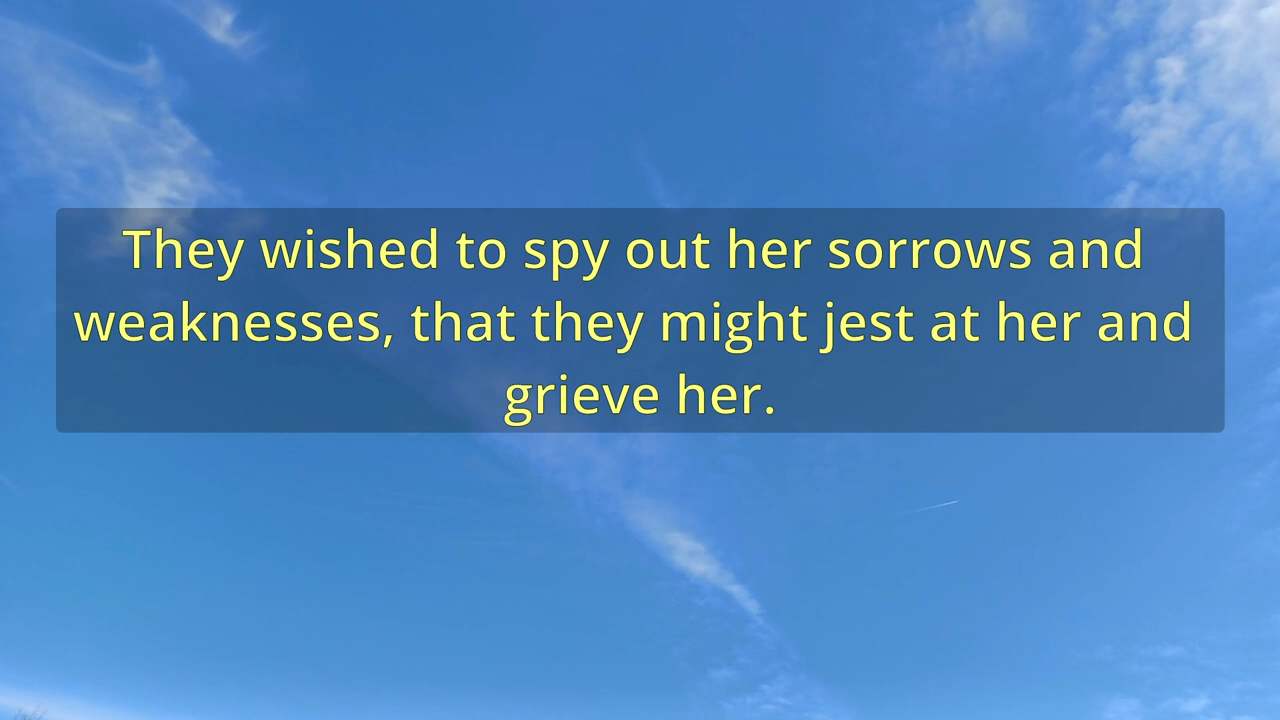 They wished to spy out her sorrows and
weaknesses, that they might jest at her and
grieve her.